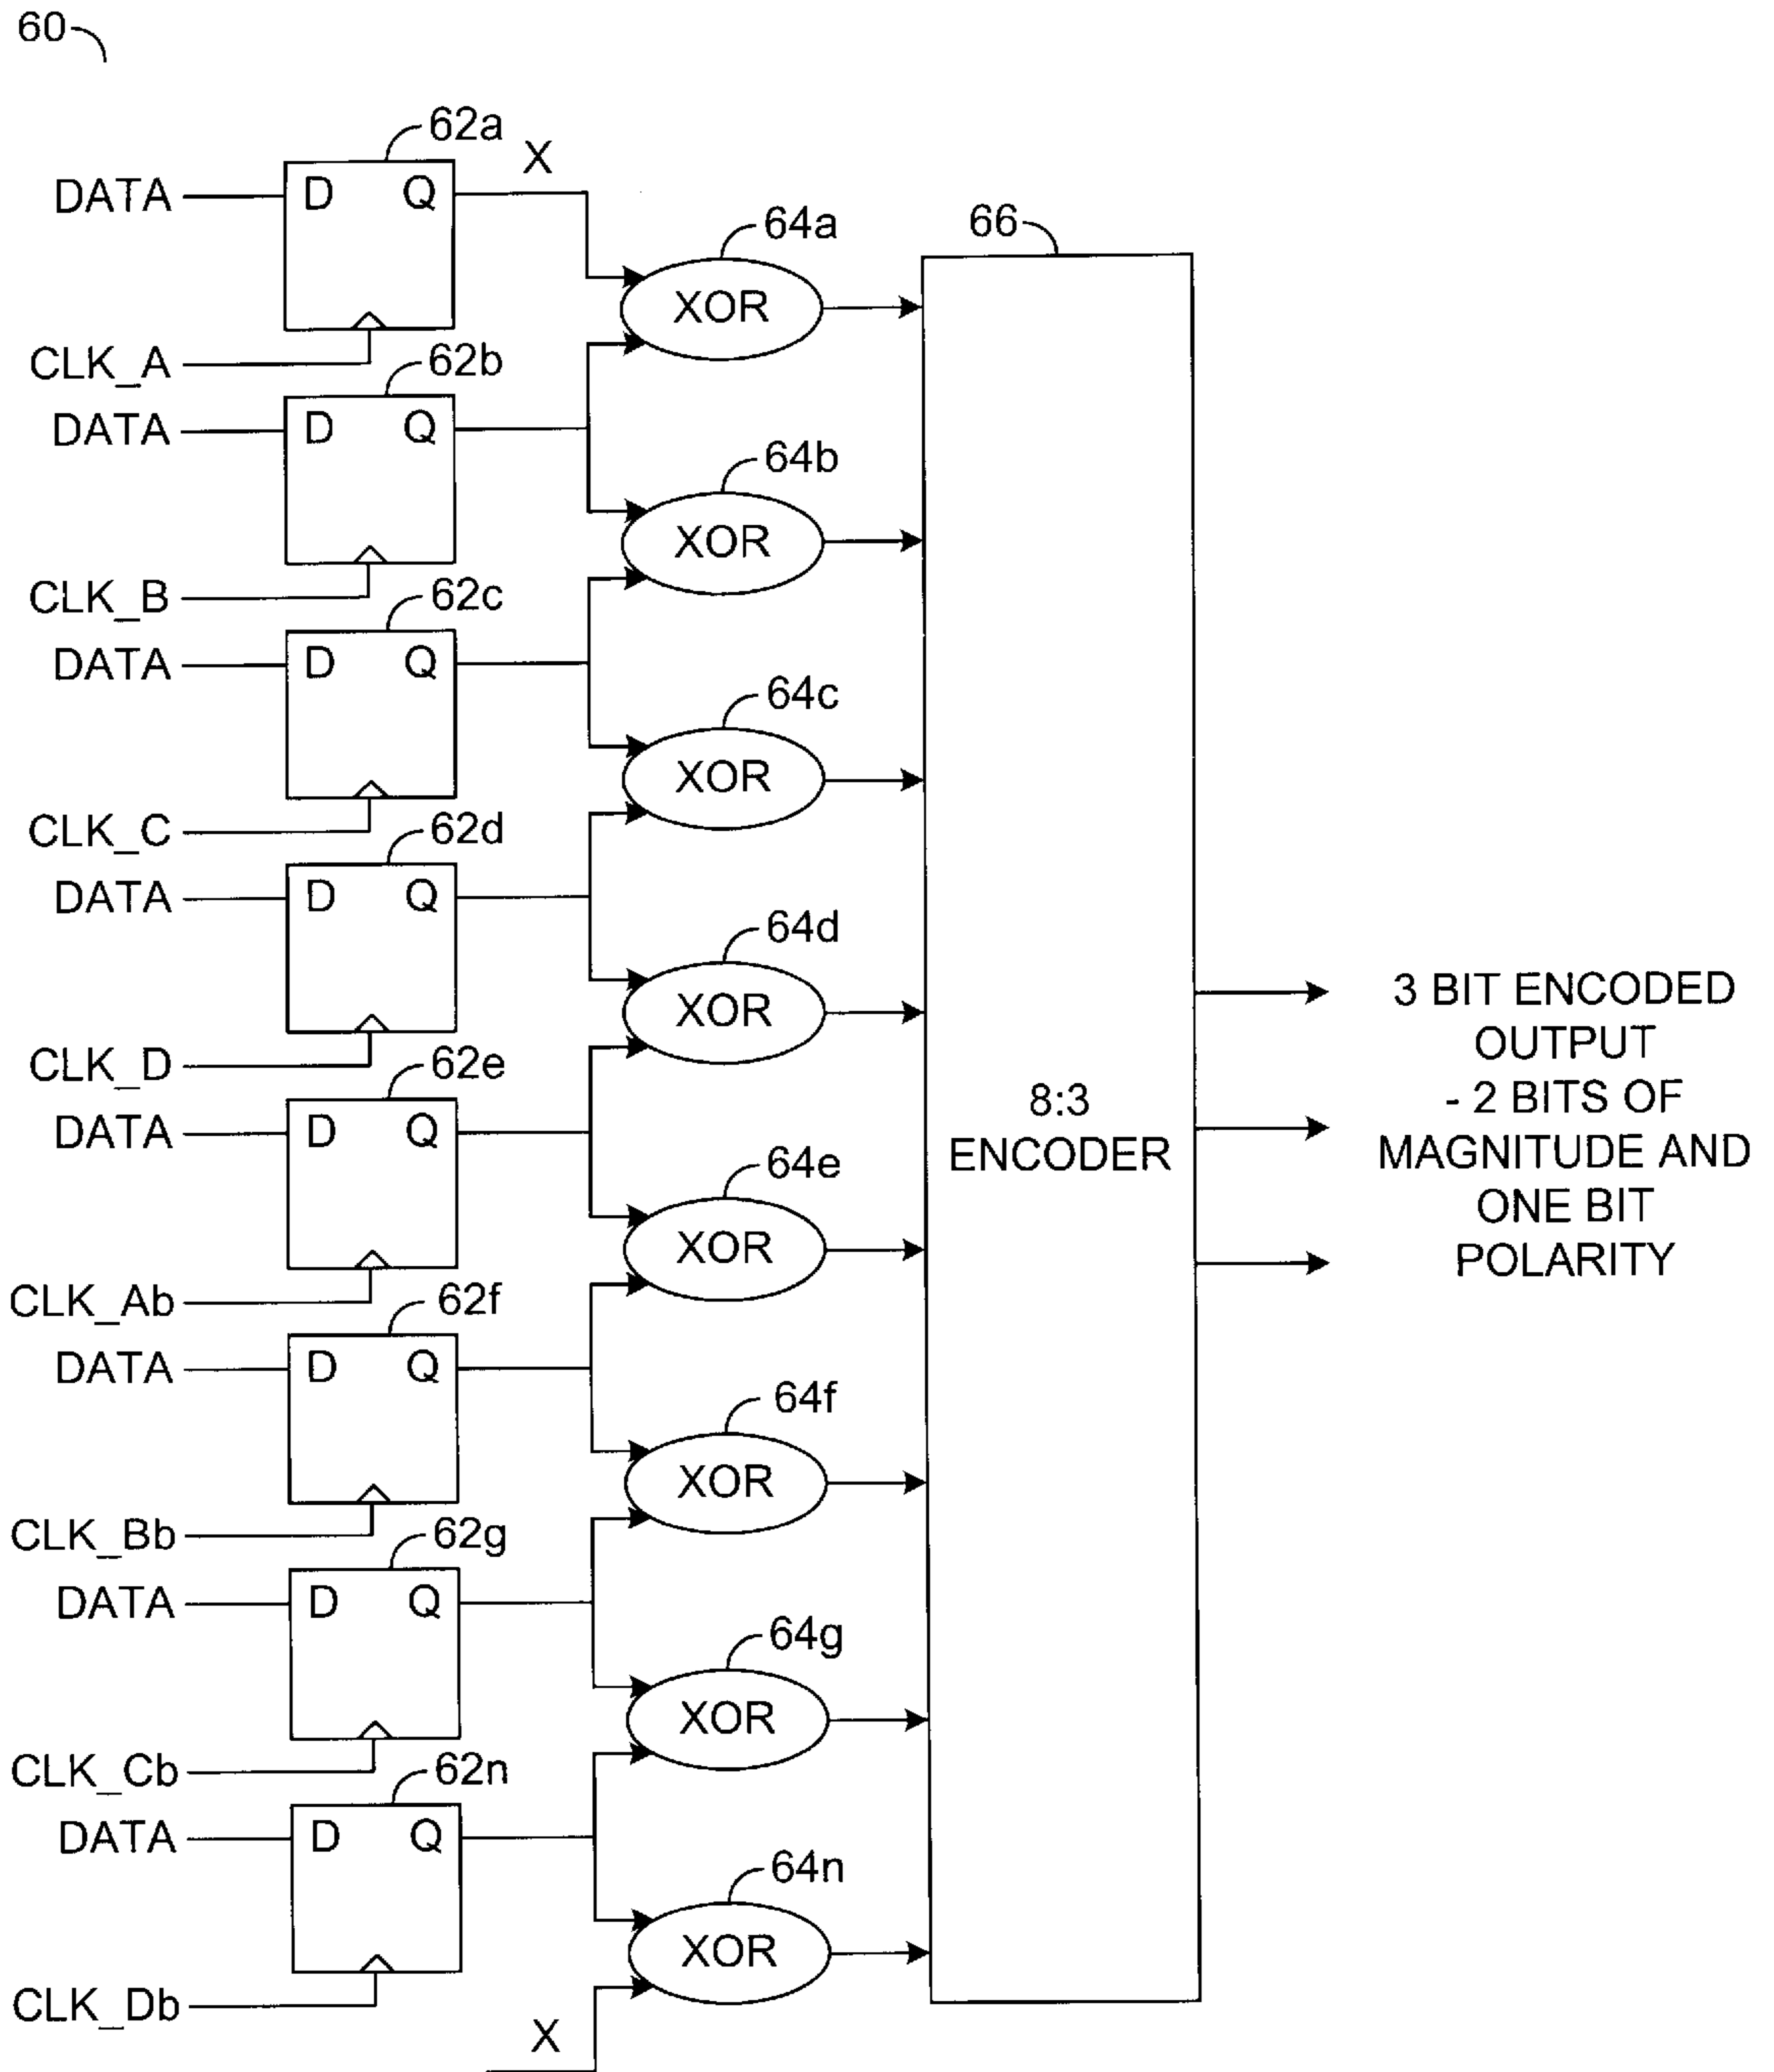 60
62a
X
DATA
D Q
64a
66
XOR
CLK_A
62b
DATA
D Q
64b
XOR
CLK_B
62c
DATA
D Q
64c
XOR
CLK_C
62d
DATA
D Q
64d
XOR
CLK_D
62e
DATA
D Q
64e
XOR
8:3
ENCODER
3 BIT ENCODED
OUTPUT
- 2 BITS OF
MAGNITUDE AND
ONE BIT
POLARITY
CLK_Ab
62f
DATA
D Q
64f
XOR
CLK_Bb
62g
DATA
D Q
64g
XOR
CLK_Cb
62n
DATA
D Q
64n
XOR
CLK_Db
X